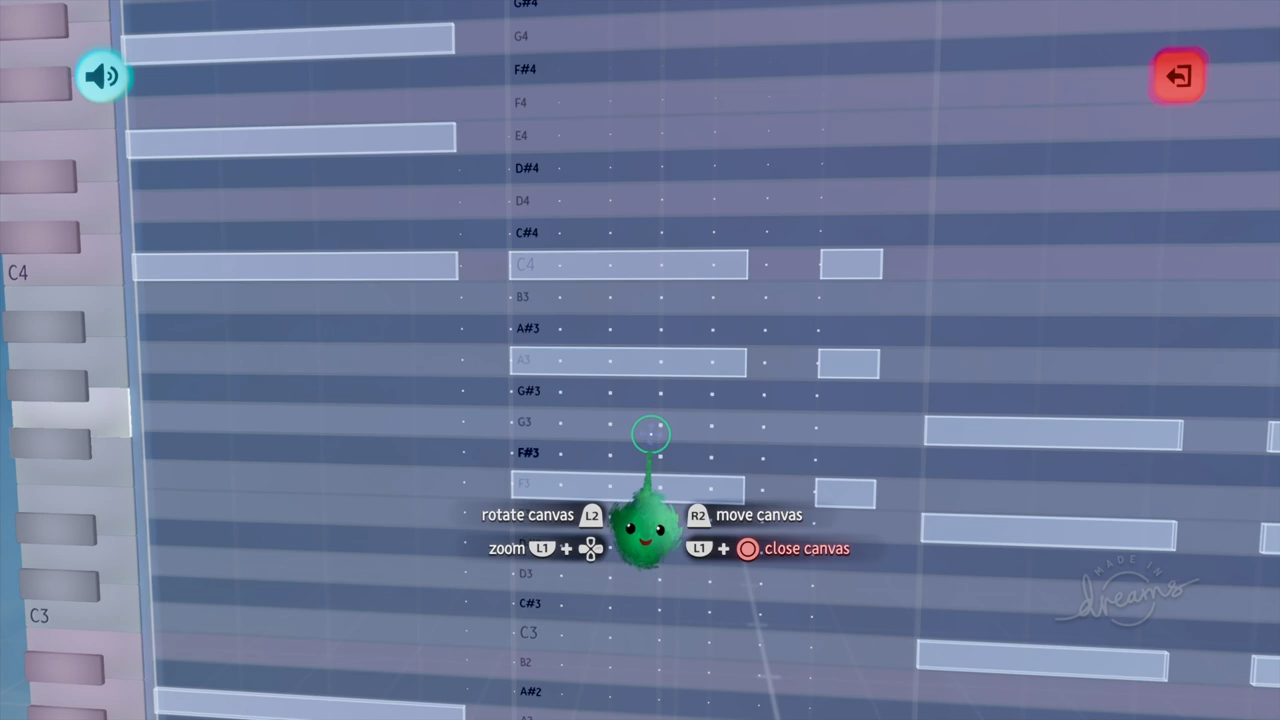 G#4
G4
F#4
F4
E4
D#4
D4
C#4
C4
C4
B3
A#3
A3
G#3
G3
F#3
F3
rotate canvas L2
R2 move canvas
zoom L1 +
L1 + close canvas
D3
C#3
C3
C3
B2
A#2
MADE IN
dreams